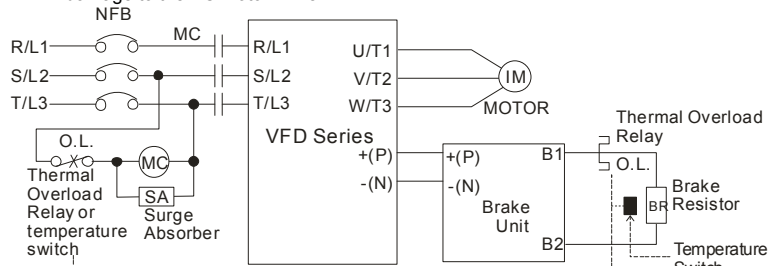 NFB
R/L1
S/L2
T/L3
MC
R/L1
S/L2
T/L3
VFD Series
+(P)
-(N)
U/T1
V/T2
W/T3
IM
MOTOR
O.L.
MC
SA
Surge
Absorber
Thermal
Overload
Relay or
temperature
switch
+(P)
-(N)
Brake
Unit
B1
B2
Thermal Overload
Relay
O.L.
BR
Brake
Resistor
Temperature